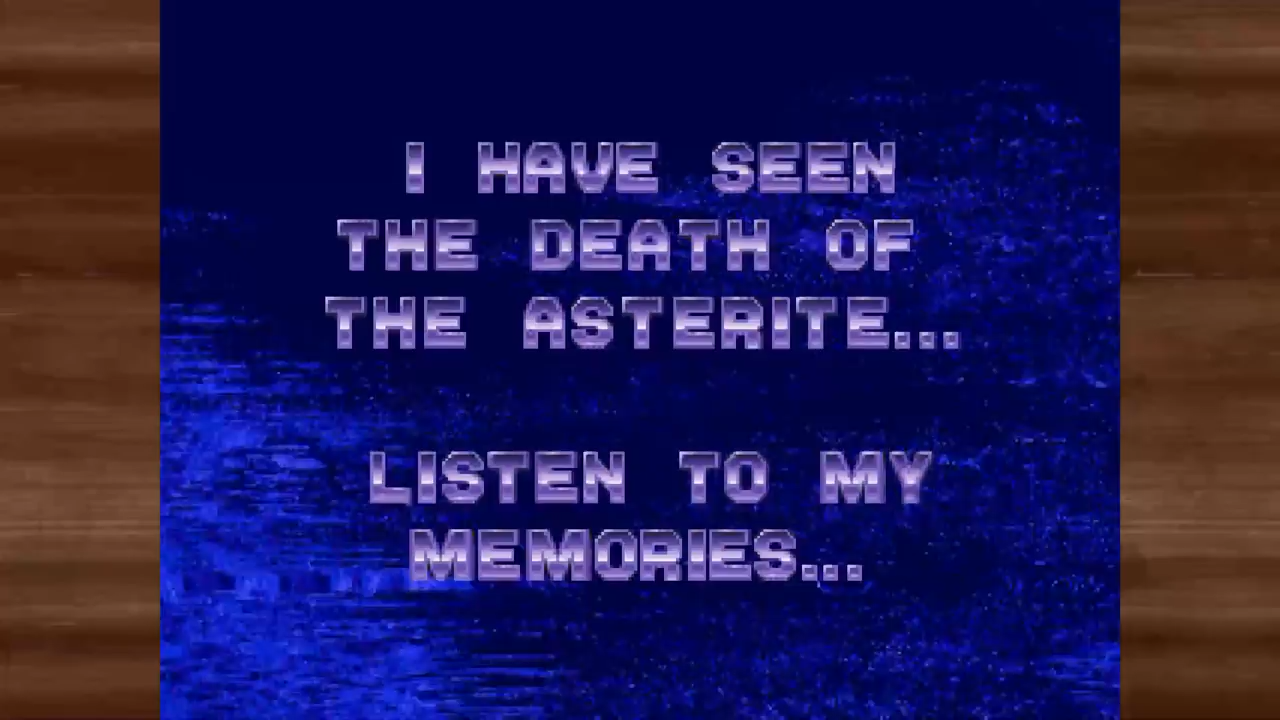 I HAVE SEEN
THE DEATH OF
THE ASTERITE...
LISTEN TO MY
MEMORIES...